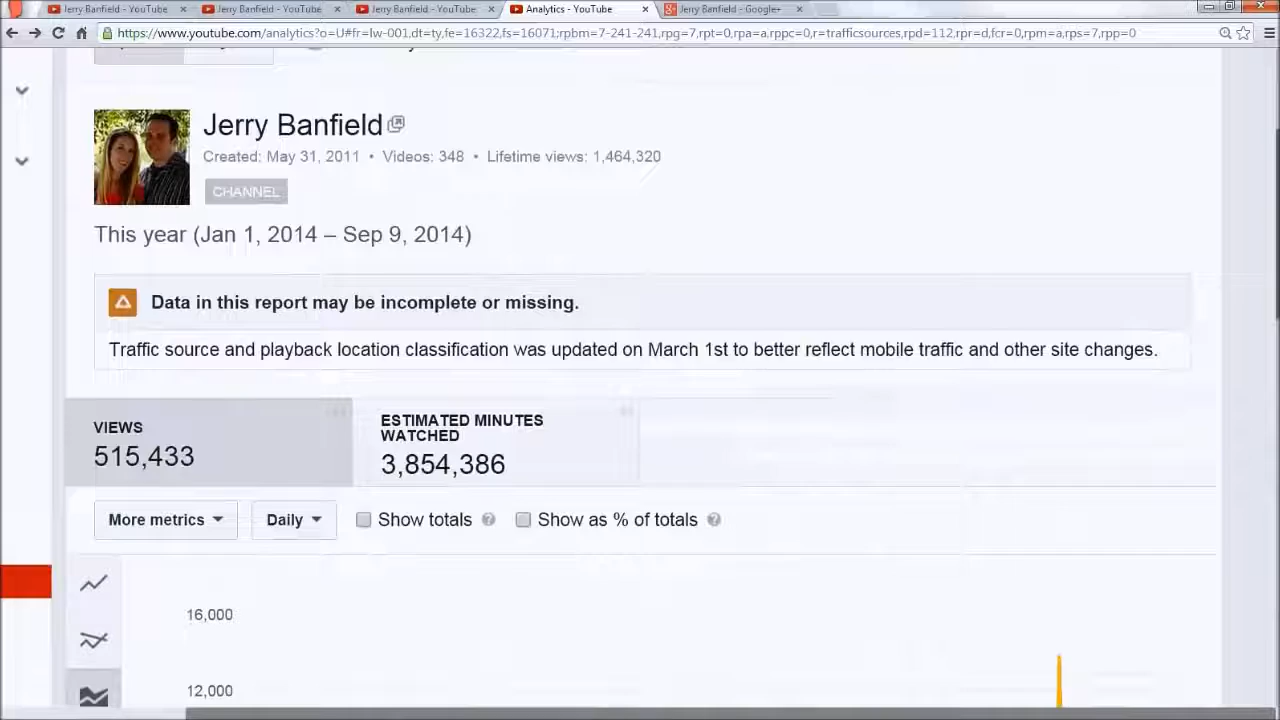 Jerry Banfield - YouTube
Jerry Banfield - YouTube
Jerry Banfield - YouTube
Analytics - YouTube
Jerry Banfield - Google+
https://www.youtube.com/analytics?o=U#fr=lw-001,dt=ty,fe=16322,fs=16071;rpbm=7-241-241,rpg=7,rpt=0,rpa=a,rppc=0,r=trafficsources,rpd=112,rpr=d,fcr=0,rpm=a,rps=7,rpp=0
Jerry Banfield
Created: May 31, 2011 • Videos: 348 • Lifetime views: 1,464,320
CHANNEL
This year (Jan 1, 2014 – Sep 9, 2014)
Data in this report may be incomplete or missing.
Traffic source and playback location classification was updated on March 1st to better reflect mobile traffic and other site changes.
VIEWS
515,433
ESTIMATED MINUTES
WATCHED
3,854,386
More metrics
Daily
Show totals
Show as % of totals
16,000
12,000